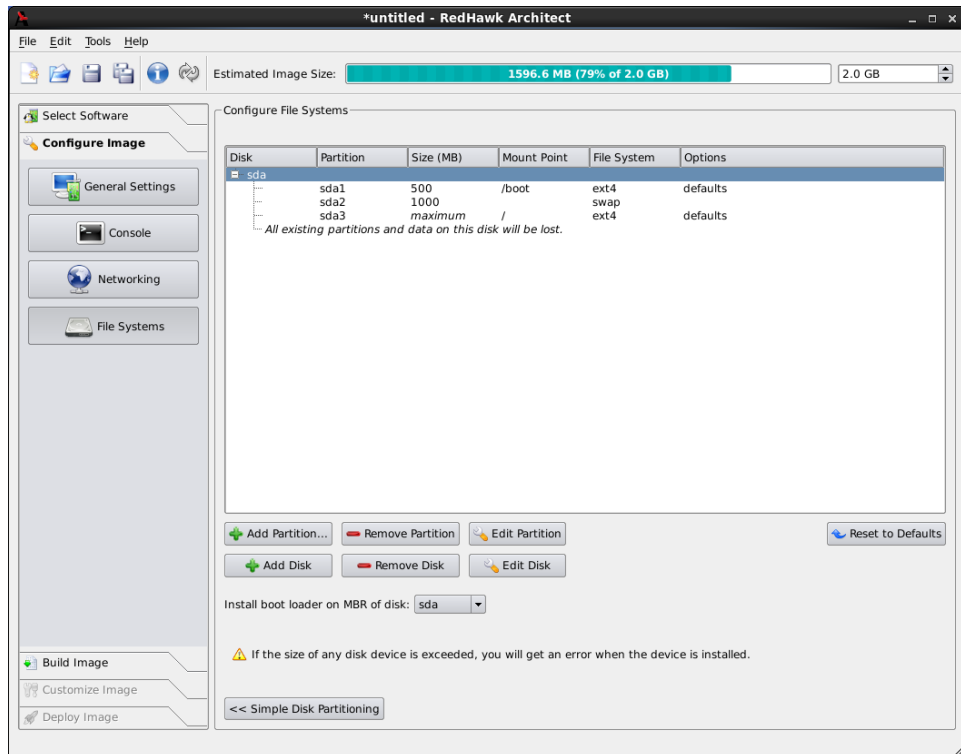 *untitled - RedHawk Architect
File Edit Tools Help
Estimated Image Size: 1596.6 MB (79% of 2.0 GB) 2.0 GB
Select Software
Configure Image
General Settings
Console
Networking
File Systems
Build Image
Customize Image
Deploy Image
Configure File Systems
Disk Partition Size (MB) Mount Point File System Options
sda
sda1 500 /boot ext4 defaults
sda2 1000 swap
sda3 maximum / ext4 defaults
All existing partitions and data on this disk will be lost.
Add Partition... Remove Partition Edit Partition Reset to Defaults
Add Disk Remove Disk Edit Disk
Install boot loader on MBR of disk: sda
If the size of any disk device is exceeded, you will get an error when the device is installed.
<< Simple Disk Partitioning